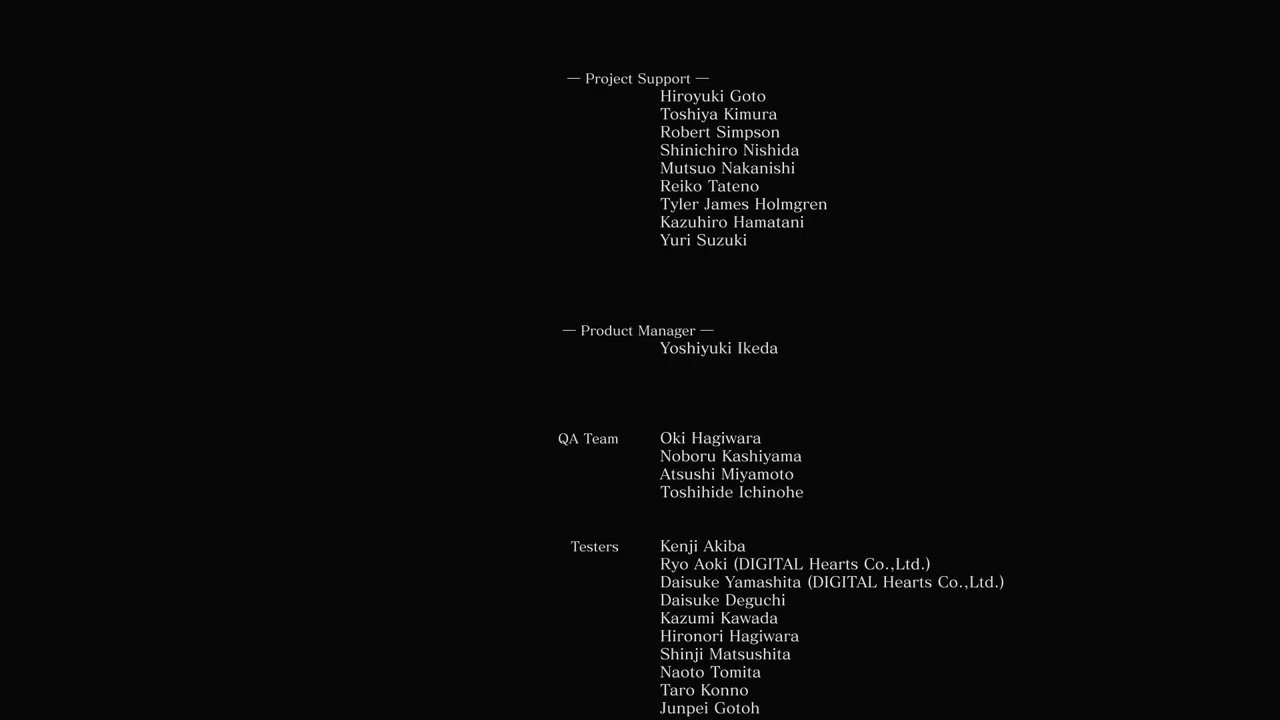 — Project Support —
Hiroyuki Goto
Toshiya Kimura
Robert Simpson
Shinichiro Nishida
Mutsuo Nakanishi
Reiko Tateno
Tyler James Holmgren
Kazuhiro Hamatani
Yuri Suzuki
— Product Manager —
Yoshiyuki Ikeda
QA Team Oki Hagiwara
Noboru Kashiyama
Atsushi Miyamoto
Toshihide Ichinohe
Testers Kenji Akiba
Ryo Aoki (DIGITAL Hearts Co.,Ltd.)
Daisuke Yamashita (DIGITAL Hearts Co.,Ltd.)
Daisuke Deguchi
Kazumi Kawada
Hironori Hagiwara
Shinji Matsushita
Naoto Tomita
Taro Konno
Junpei Gotoh